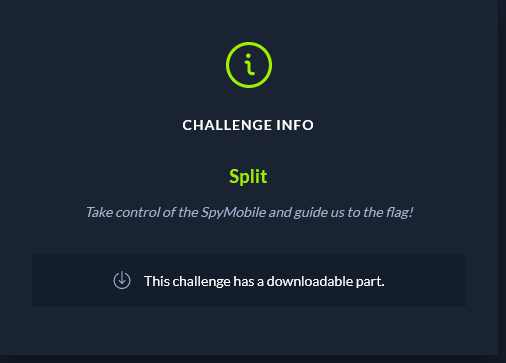 CHALLENGE INFO
Split
Take control of the SpyMobile and guide us to the flag!
This challenge has a downloadable part.